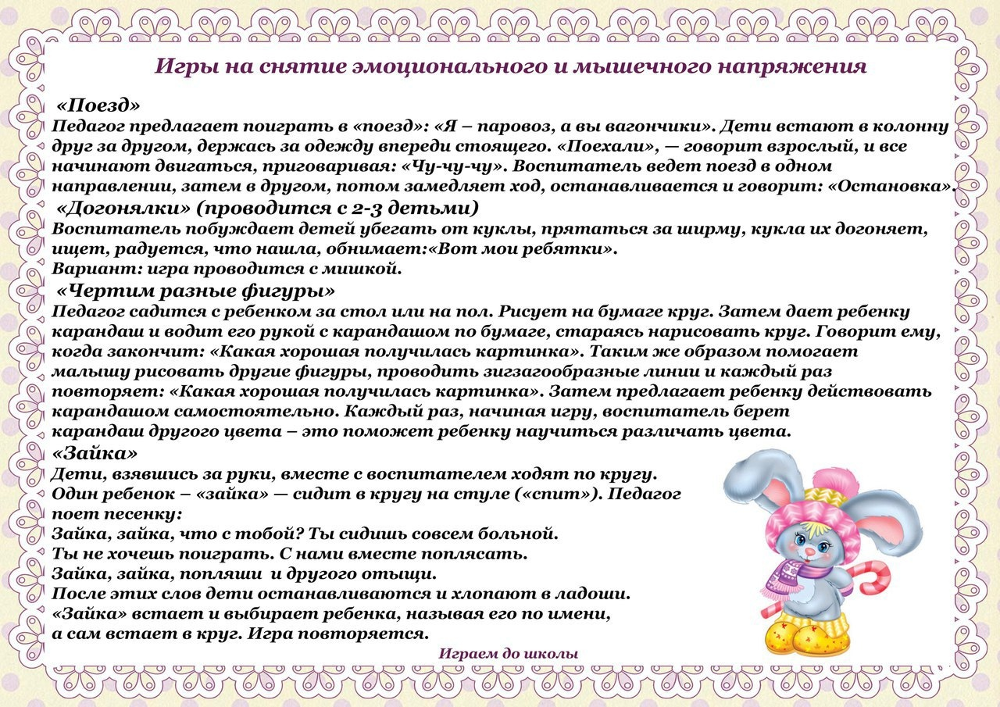 Игры на снятие эмоционального и мышечного напряжения
«Поезд»
Педагог предлагает поиграть в «поезд»: «Я – паровоз, а вы вагончики». Дети встают в колонну
друг за другом, держась за одежду впереди стоящего. «Поехали», — говорит взрослый, и все
начинают двигаться, приговаривая: «Чу-чу-чу». Воспитатель ведет поезд в одном
направлении, затем в другом, потом замедляет ход, останавливается и говорит: «Остановка».
«Догонялки» (проводится с 2-3 детьми)
Воспитатель побуждает детей убегать от куклы, прятаться за ширму, кукла их догоняет,
ищет, радуется, что нашла, обнимает:«Вот мои ребятки».
Вариант: игра проводится с мишкой.
«Чертим разные фигуры»
Педагог садится с ребенком за стол или на пол. Рисует на бумаге круг. Затем дает ребенку
карандаш и водит его рукой с карандашом по бумаге, стараясь нарисовать круг. Говорит ему,
когда закончит: «Какая хорошая получилась картинка». Таким же образом помогает
малышу рисовать другие фигуры, проводить зигзагообразные линии и каждый раз
повторяет: «Какая хорошая получилась картинка». Затем предлагает ребенку действовать
карандашом самостоятельно. Каждый раз, начиная игру, воспитатель берет
карандаш другого цвета – это поможет ребенку научиться различать цвета.
«Зайка»
Дети, взявшись за руки, вместе с воспитателем ходят по кругу.
Один ребенок – «зайка» — сидит в кругу на стуле («спит»). Педагог
поет песенку:
Зайка, зайка, что с тобой? Ты сидишь совсем больной.
Ты не хочешь поиграть. С нами вместе поплясать.
Зайка, зайка, попляши и другого отыщи.
После этих слов дети останавливаются и хлопают в ладоши.
«Зайка» встает и выбирает ребенка, называя его по имени,
а сам встает в круг. Игра повторяется.
Играем до школы